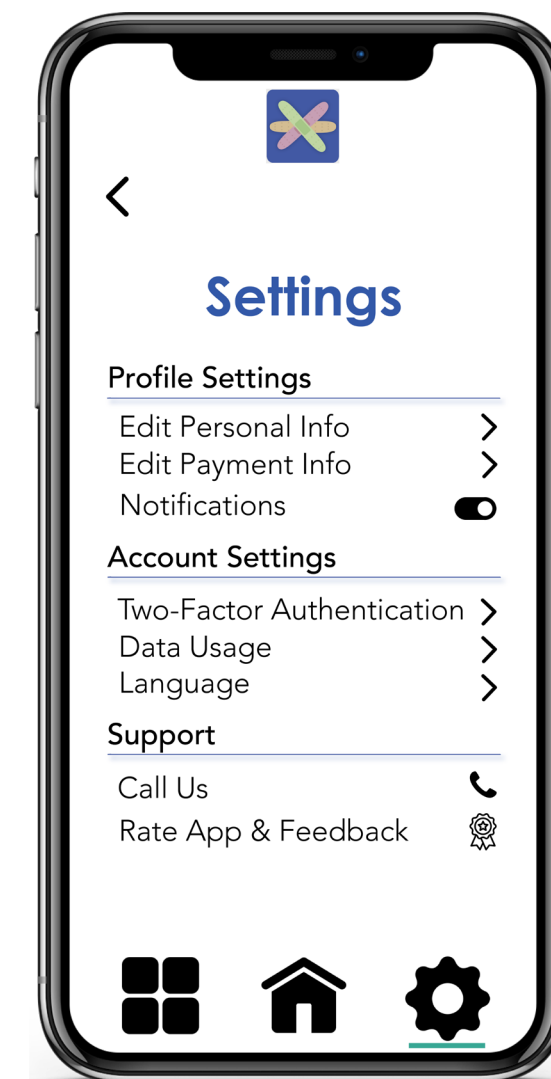 Settings
Profile Settings
Edit Personal Info
Edit Payment Info
Notifications
Account Settings
Two-Factor Authentication
Data Usage
Language
Support
Call Us
Rate App & Feedback